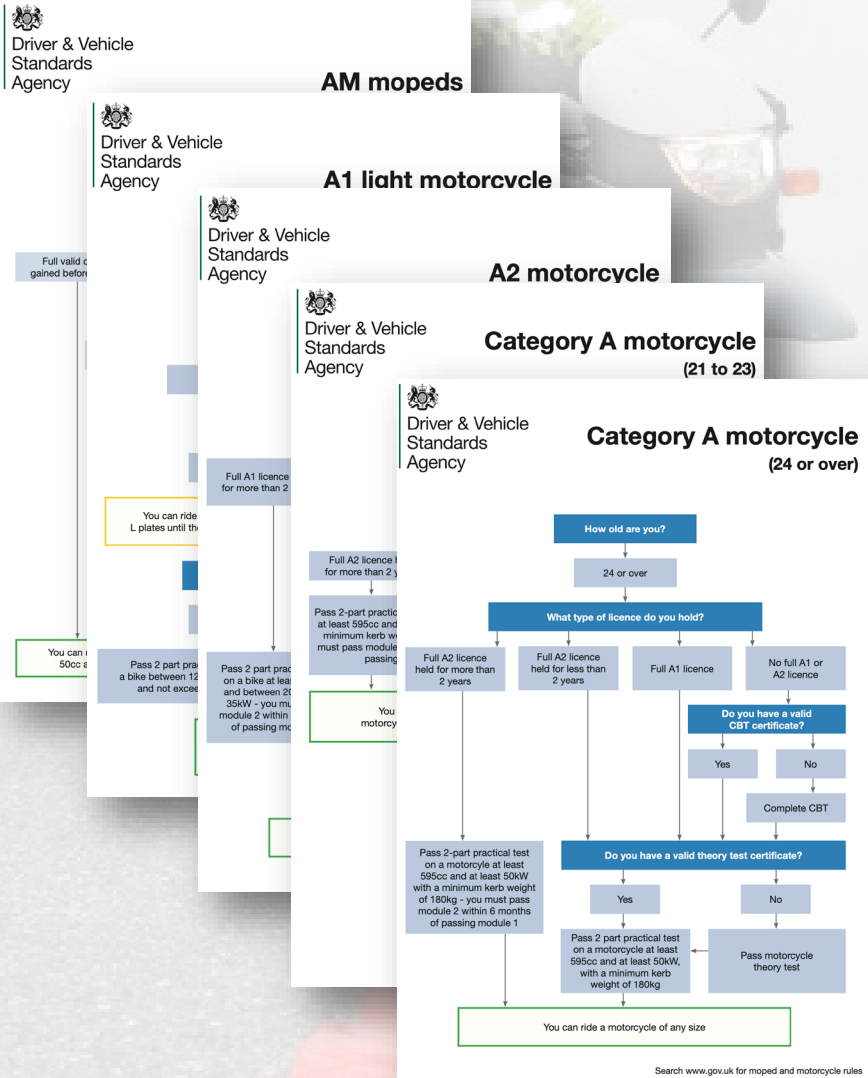 Driver & Vehicle
Standards
Agency
AM mopeds
Full valid
gained before
You can
50cc
Driver & Vehicle
Standards
Agency
A1 light motorcycle
You can ride
L plates until
Pass 2 part
a bike between
and not
Driver & Vehicle
Standards
Agency
A2 motorcycle
Full A1 licence
for more than 2
Pass 2 part
on a bike at
and between
35kW - you
module 2 within
of passing
Driver & Vehicle
Standards
Agency
Category A motorcycle
(21 to 23)
Full A2 licence
for more than 2
Pass 2-part
at least 595cc and
minimum kerb
must pass module
passing
You
Driver & Vehicle
Standards
Agency
Category A motorcycle
(24 or over)
How old are you?
24 or over
What type of licence do you hold?
Full A2 licence
held for more than
2 years
Full A2 licence
held for less than
2 years
Full A1 licence
No full A1 or
A2 licence
Do you have a valid
CBT certificate?
Yes
No
Complete CBT
Pass 2-part practical test
on a motorcyle at least
595cc and at least 50kW
with a minimum kerb weight
of 180kg - you must pass
module 2 within 6 months
of passing module 1
Do you have a valid theory test certificate?
Yes
No
Pass 2 part practical test
on a motorcycle at least
595cc and at least 50kW,
with a minimum kerb
weight of 180kg
Pass motorcycle
theory test
You can ride a motorcycle of any size
Search www.gov.uk for moped and motorcycle rules